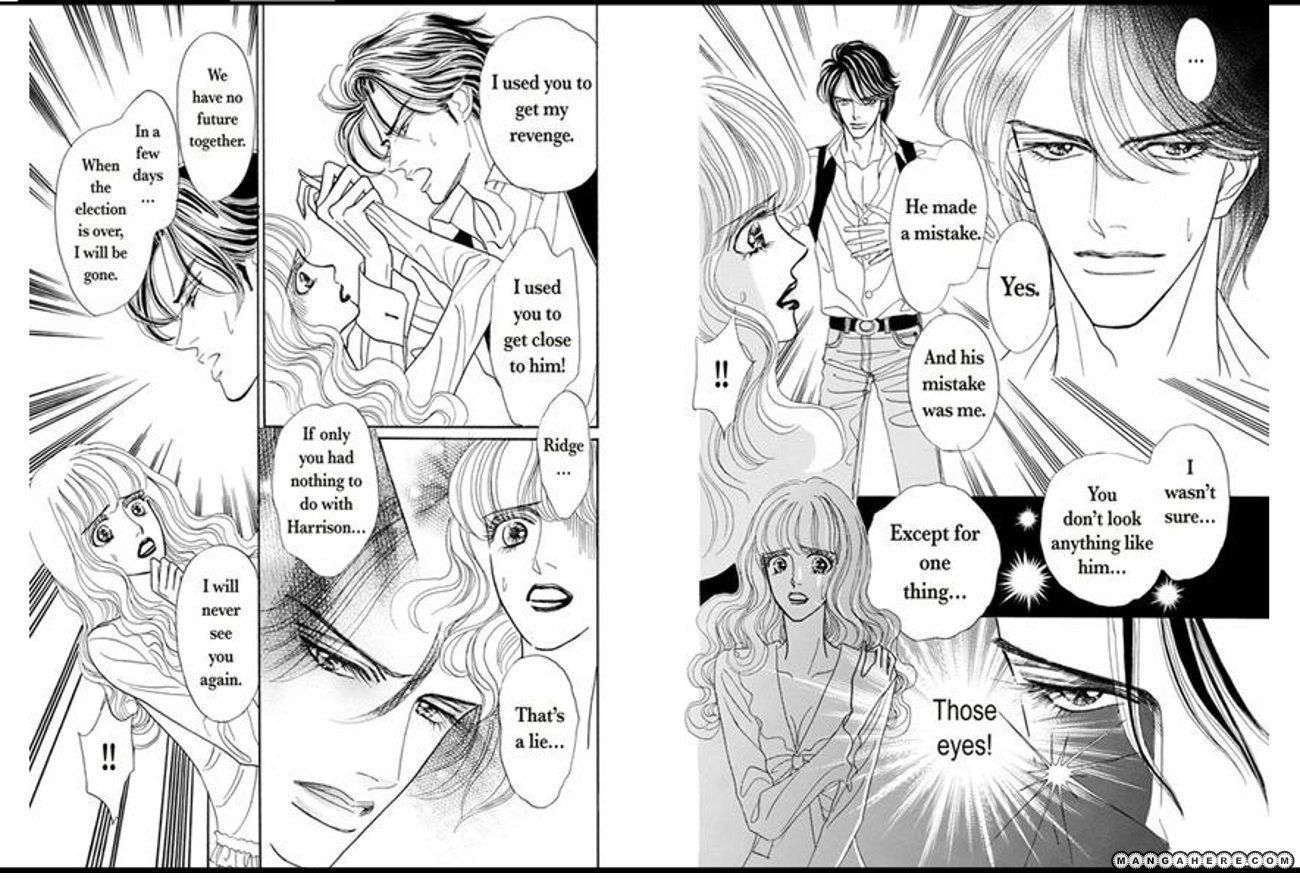 ...
Yes.
He made
a mistake.
And his
mistake
was me.
!!
I
wasn't
sure...
You
don't look
anything like
him...
Except for
one
thing...
Those
eyes!
I used you to
get my
revenge.
I used
you to
get close
to him!
Ridge
...
If only
you had
nothing to
do with
Harrison...
That's
a lie...
We
have no
future
together.
In a
few
days
...
When
the
election
is over,
I will be
gone.
I will
never
see
you
again.
!!
MANGAHERE.COM